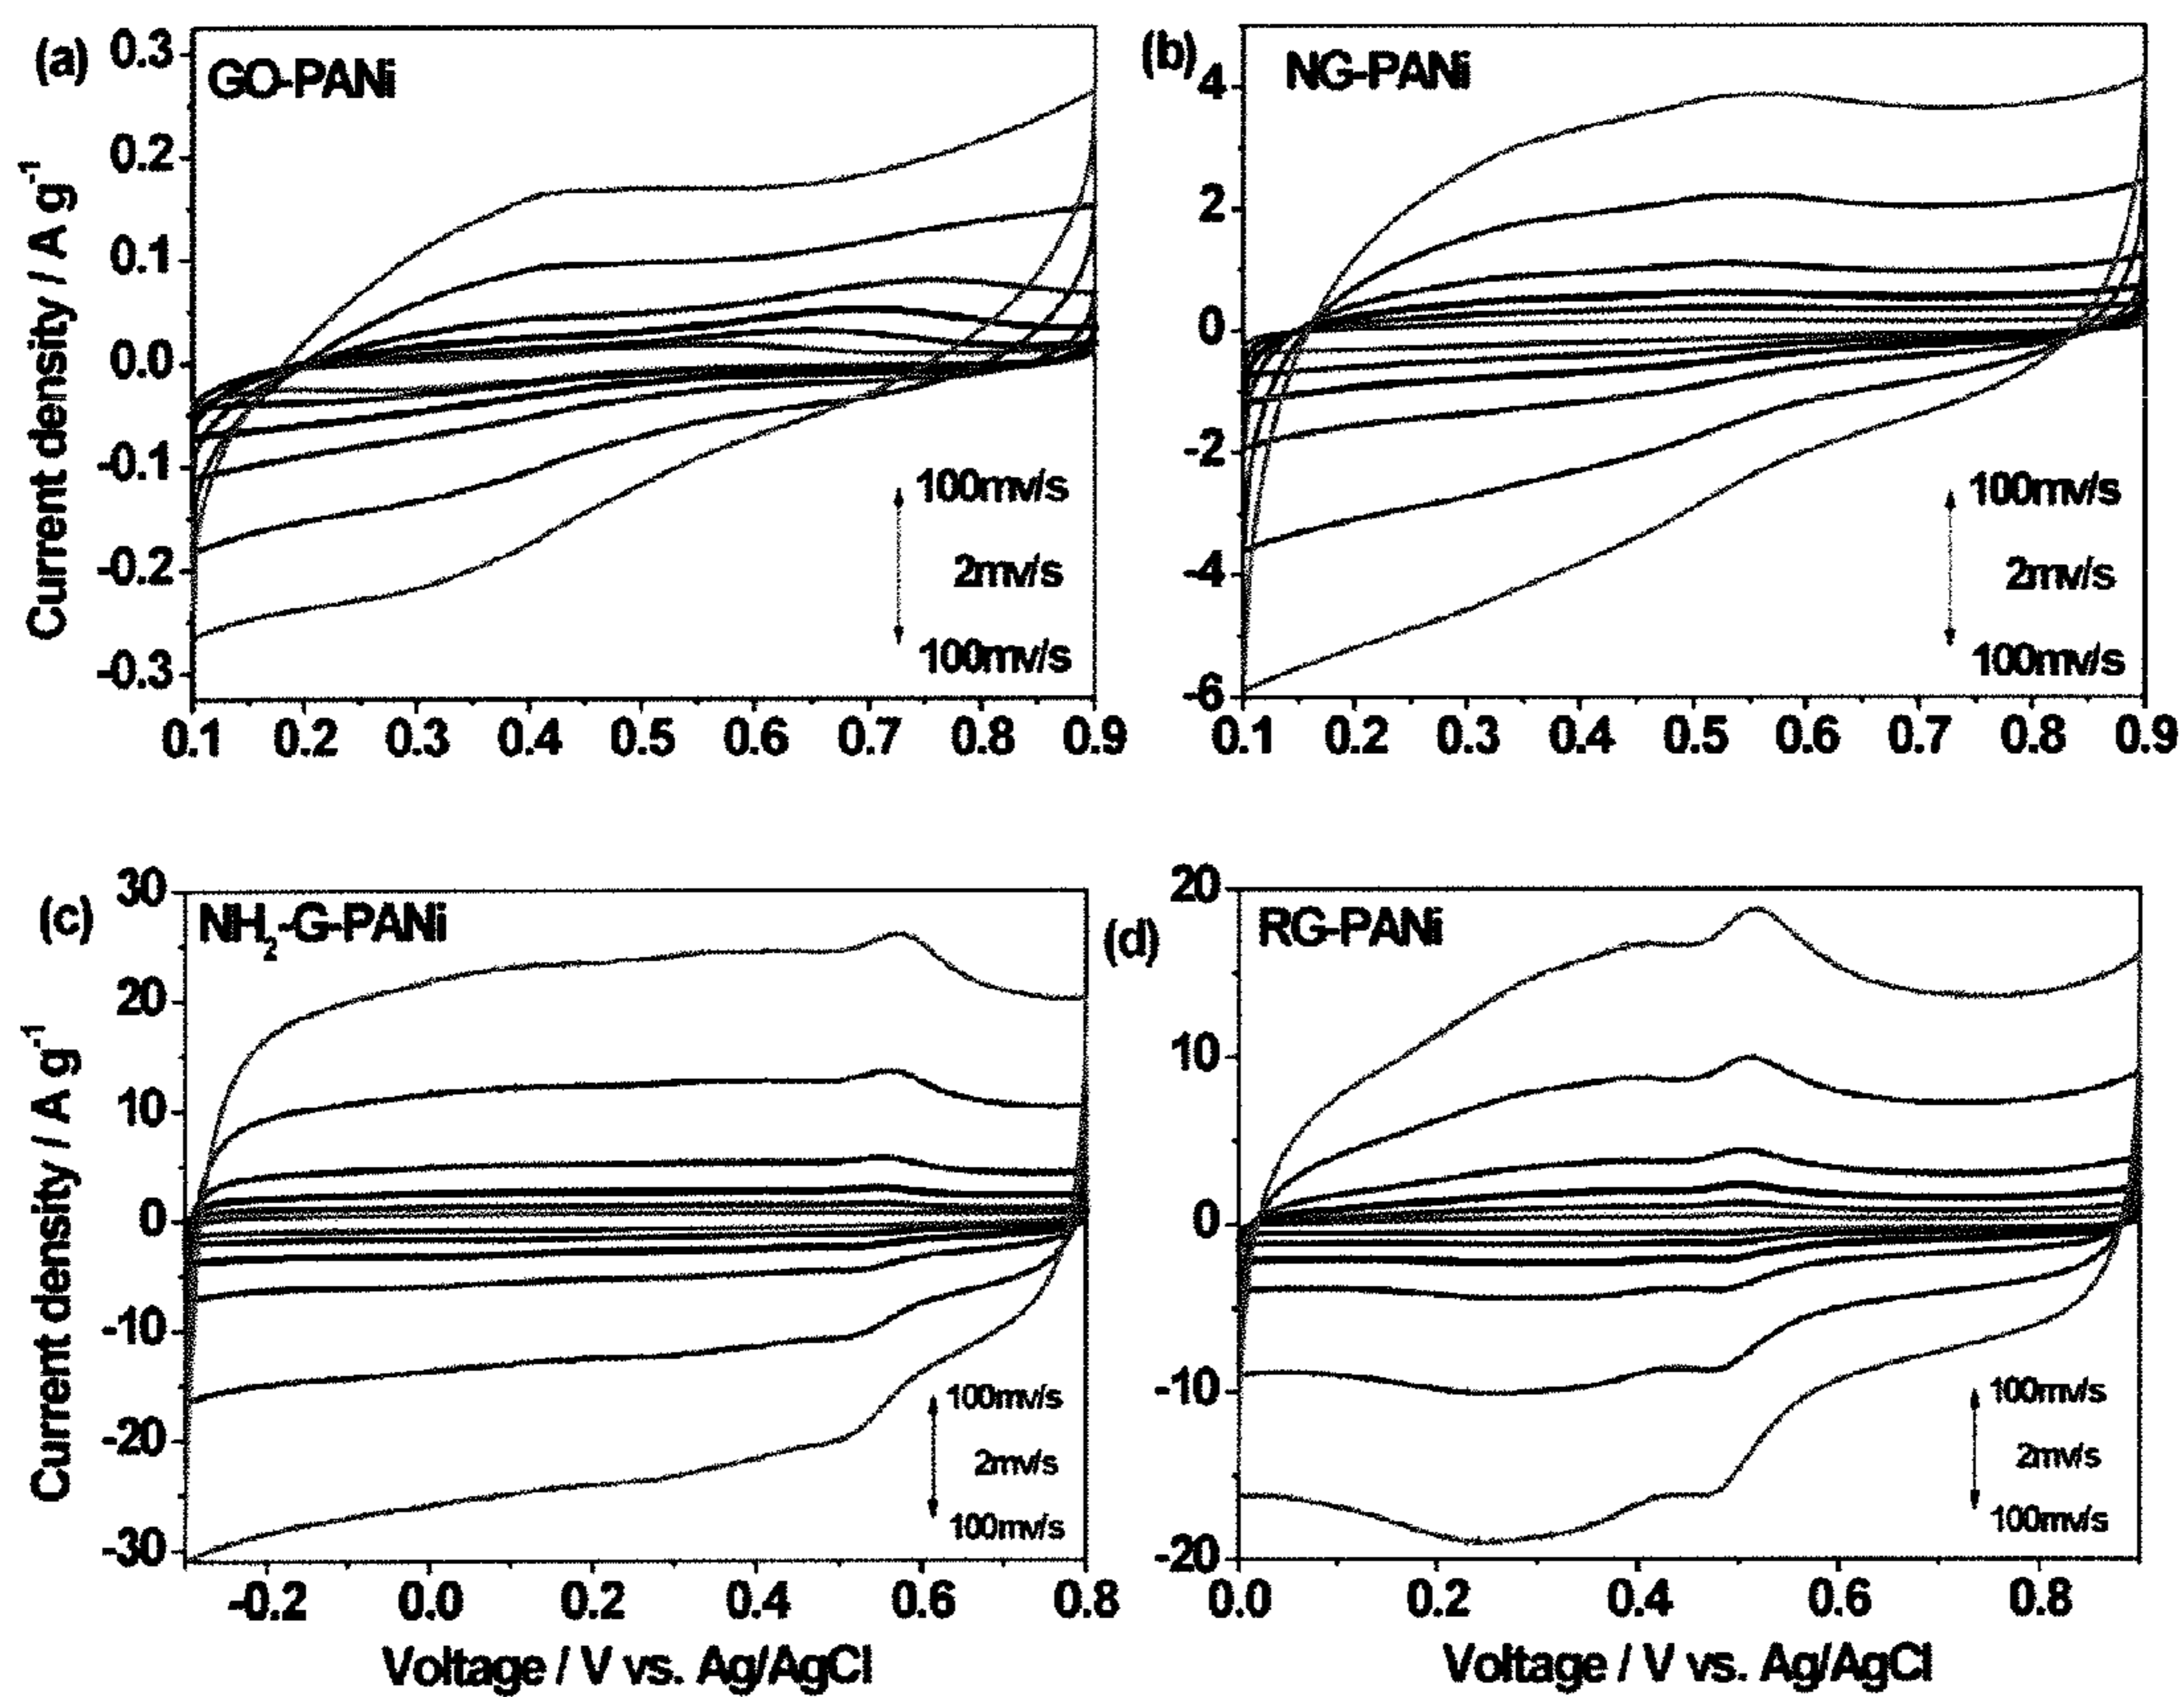 (a)
GO-PANi
Current density / A g⁻¹
0.3
0.2
0.1
0.0
-0.1
-0.2
-0.3
100mv/s
2mv/s
100mv/s
0.1 0.2 0.3 0.4 0.5 0.6 0.7 0.8 0.9
(b)
NG-PANi
4
2
0
-2
-4
-6
100mv/s
2mv/s
100mv/s
0.1 0.2 0.3 0.4 0.5 0.6 0.7 0.8 0.9
(c)
NH₂-G-PANi
Current density / A g⁻¹
30
20
10
0
-10
-20
-30
100mv/s
2mv/s
100mv/s
-0.2 0.0 0.2 0.4 0.6 0.8
Voltage / V vs. Ag/AgCl
(d)
RG-PANi
20
10
0
-10
-20
100mv/s
2mv/s
100mv/s
0.0 0.2 0.4 0.6 0.8
Voltage / V vs. Ag/AgCl